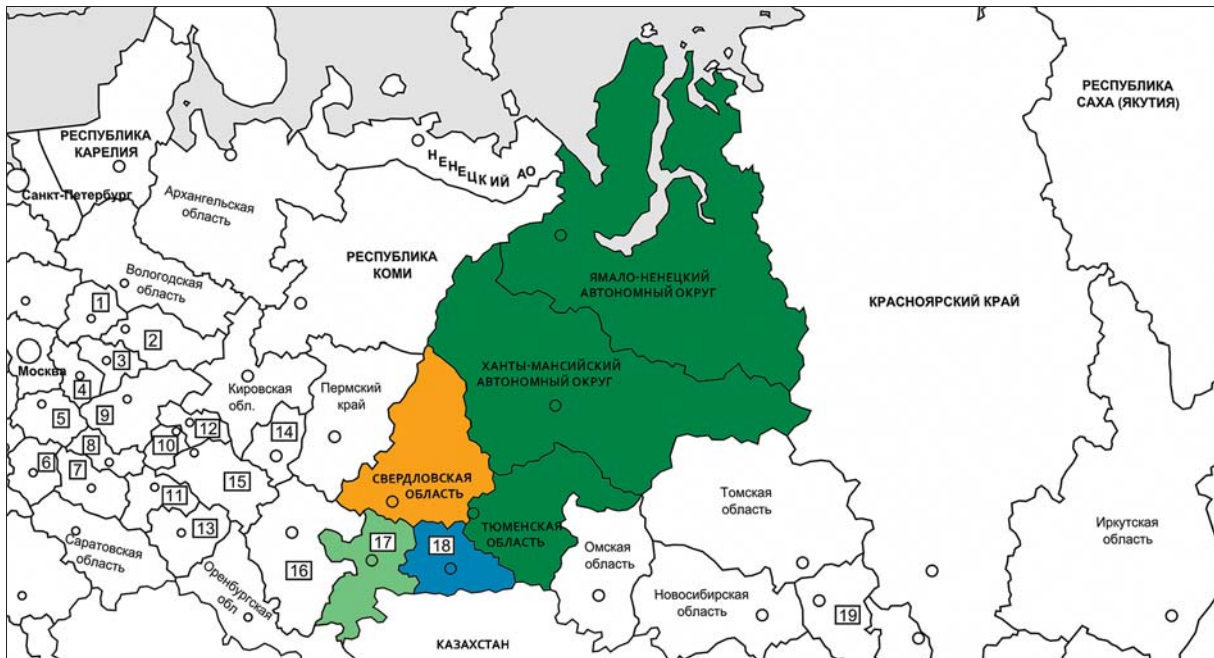 РЕСПУБЛИКА
САХА (ЯКУТИЯ)
РЕСПУБЛИКА
КАРЕЛИЯ
НЕНЕЦКИЙ АО
Санкт-Петербург
Архангельская
область
РЕСПУБЛИКА
КОМИ
Вологодская
область
ЯМАЛО-НЕНЕЦКИЙ
АВТОНОМНЫЙ ОКРУГ
КРАСНОЯРСКИЙ КРАЙ
1
2
3
Москва
4
ХАНТЫ-МАНСИЙСКИЙ
АВТОНОМНЫЙ ОКРУГ
Кировская
обл.
Пермский
край
5
9
12
14
8
10
6
7
15
СВЕРДЛОВСКАЯ
ОБЛАСТЬ
11
13
Томская
область
ТЮМЕНСКАЯ
ОБЛАСТЬ
Иркутская
область
Саратовская
область
17
18
Омская
область
16
Оренбургская
обл
Новосибирская
область
19
КАЗАХСТАН